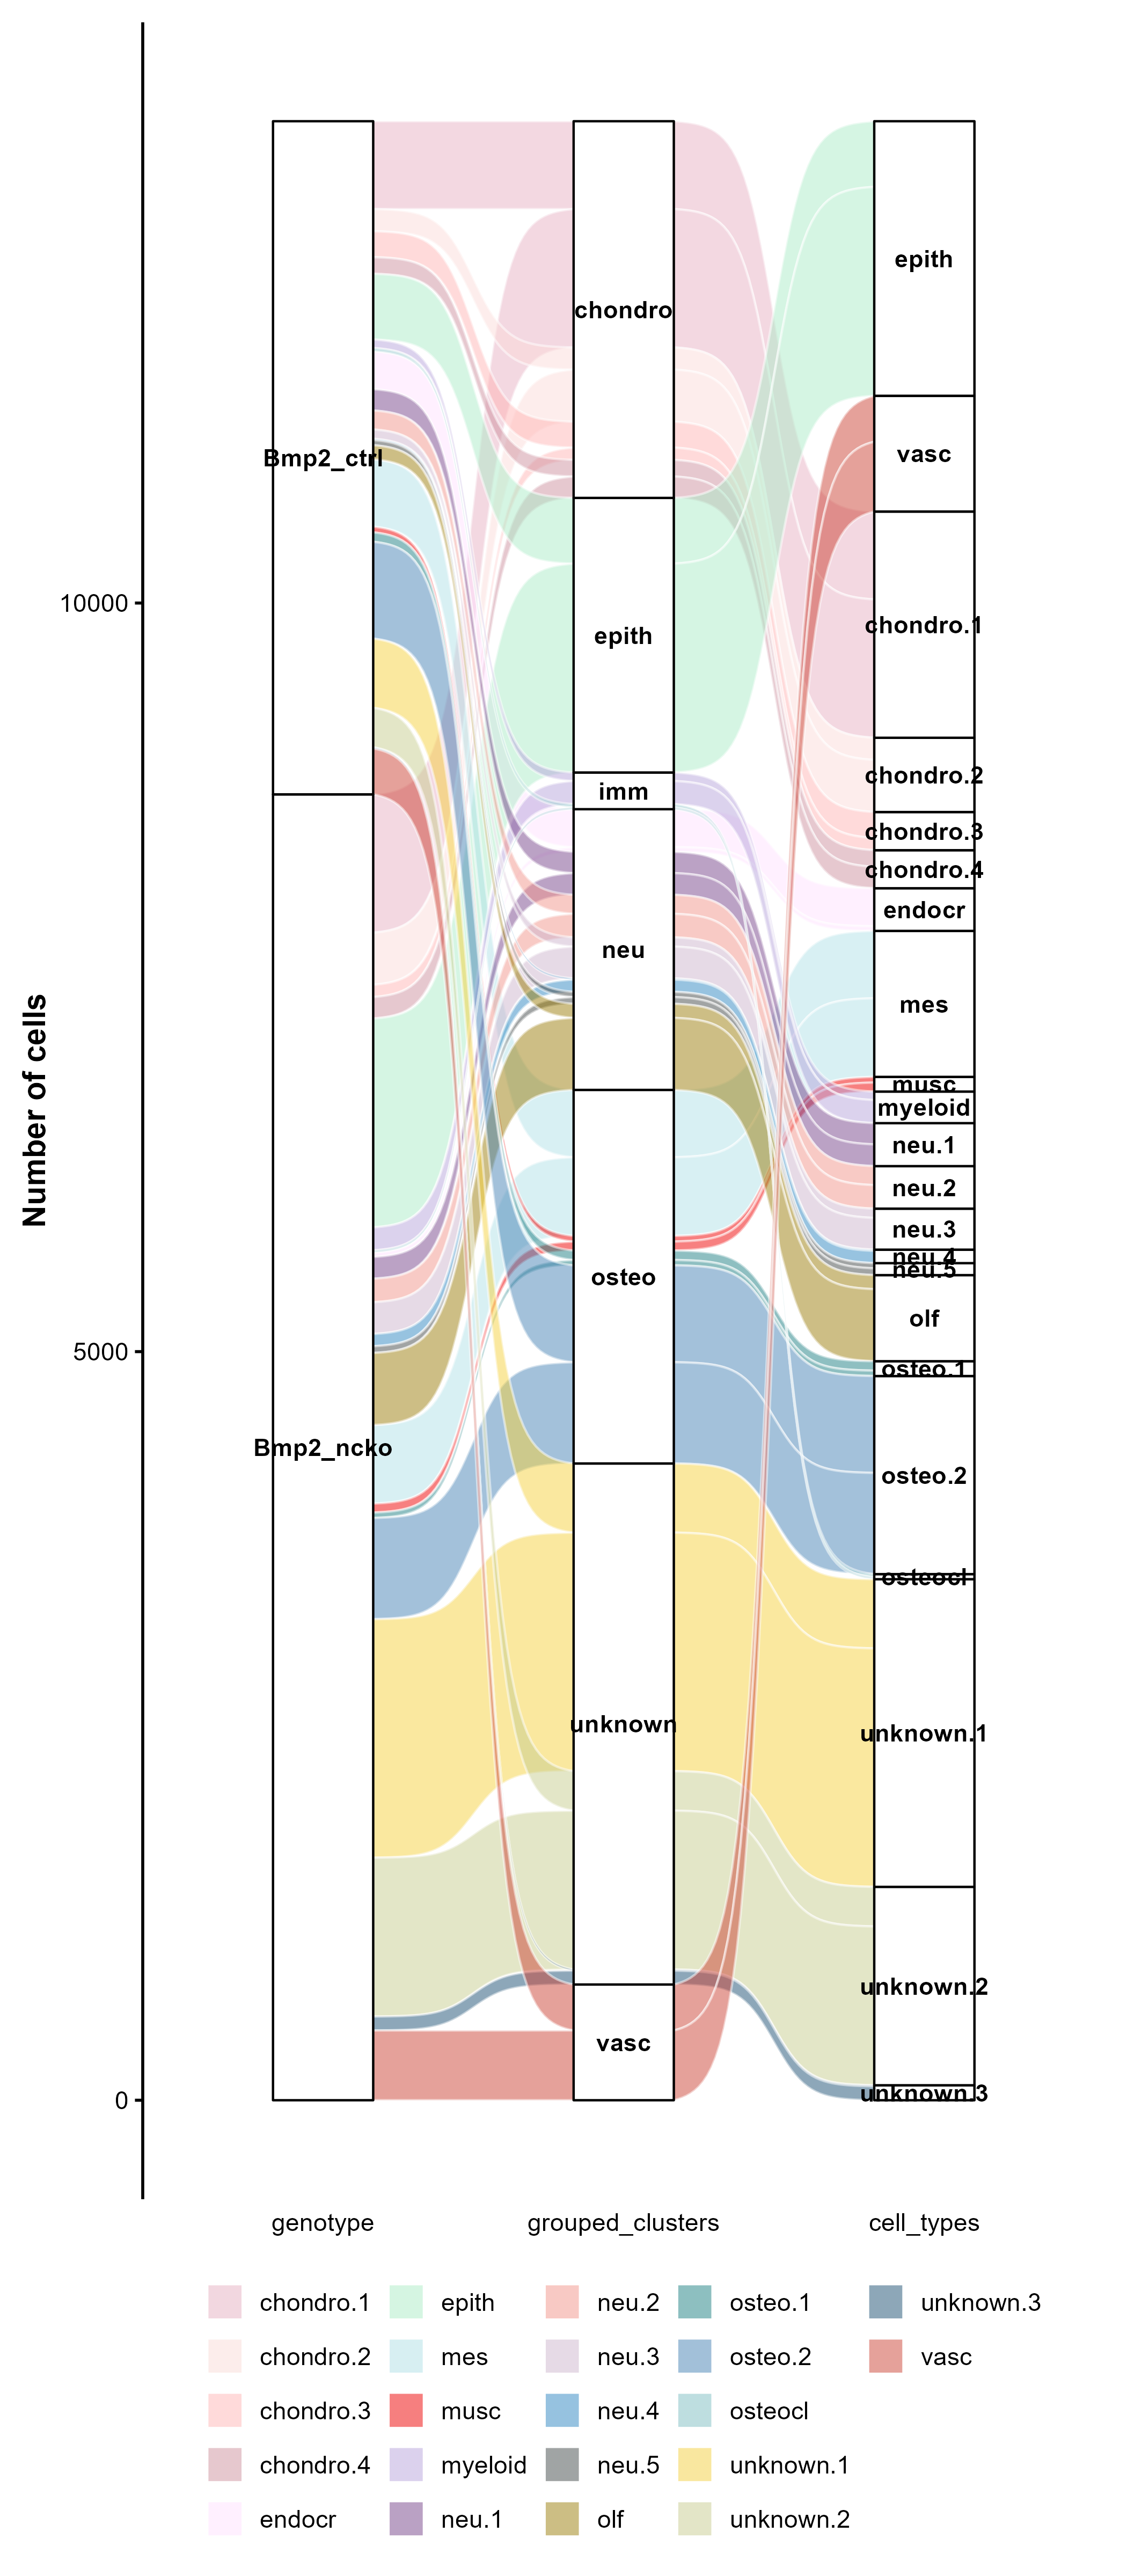 Number of cells
10000
5000
0
Bmp2_ctrl
Bmp2_ncko
chondro
epith
imm
neu
osteo
unknown
vasc
epith
vasc
chondro.1
chondro.2
chondro.3
chondro.4
endocr
mes
musc
myeloid
neu.1
neu.2
neu.3
neu.4
neu.5
olf
osteo.1
osteo.2
osteocl
unknown.1
unknown.2
unknown.3
genotype grouped_clusters cell_types
chondro.1 epith neu.2 osteo.1 unknown.3
chondro.2 mes neu.3 osteo.2 vasc
chondro.3 musc neu.4 osteocl
chondro.4 myeloid neu.5 unknown.1
endocr neu.1 olf unknown.2